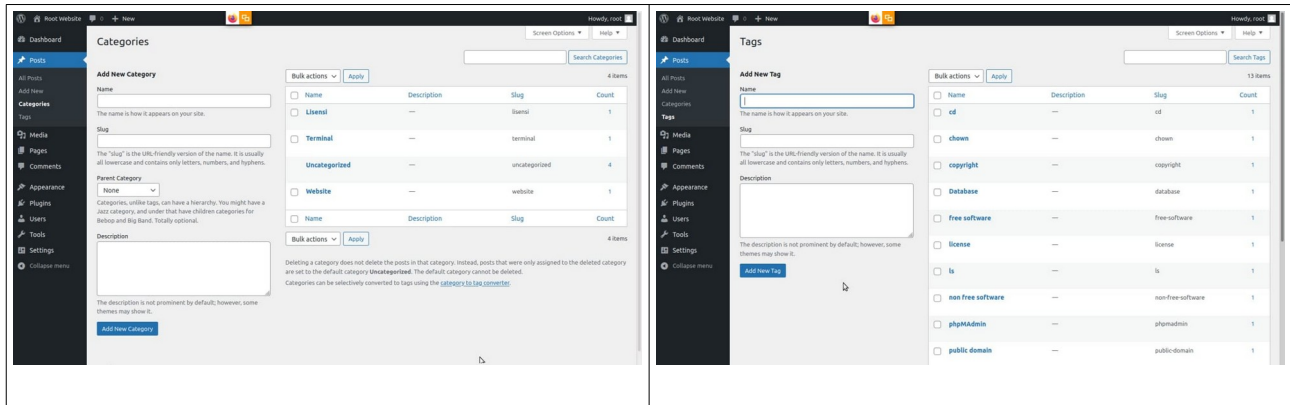 Root Website 0 + New
Howdy, root
Dashboard
Posts
All Posts
Add New
Categories
Tags
Media
Pages
Comments
Appearance
Plugins
Users
Tools
Settings
Collapse menu
Screen Options ▼ Help ▼
Categories
Search Categories
Add New Category
Name
The name is how it appears on your site.
Slug
The "slug" is the URL-friendly version of the name. It is usually
all lowercase and contains only letters, numbers, and hyphens.
Parent Category
None
Categories, unlike tags, can have a hierarchy. You might have a
Jazz category, and under that have children categories for
Bebop and Big Band. Totally optional.
Description
The description is not prominent by default; however, some
themes may show it.
Add New Category
Bulk actions Apply 4 items
Name Description Slug Count
Lisensi — lisensi 1
Terminal — terminal 1
Uncategorized — uncategorized 4
Website — website 1
Name Description Slug Count
Bulk actions Apply 4 items
Deleting a category does not delete the posts in that category. Instead, posts that were only assigned to the deleted category
are set to the default category Uncategorized. The default category cannot be deleted.
Categories can be selectively converted to tags using the category to tag converter.
Root Website 0 + New
Howdy, root
Dashboard
Posts
All Posts
Add New
Categories
Tags
Media
Pages
Comments
Appearance
Plugins
Users
Tools
Settings
Collapse menu
Screen Options ▼ Help ▼
Tags
Search Tags
Add New Tag
Name
The name is how it appears on your site.
Slug
The "slug" is the URL-friendly version of the name. It is usually
all lowercase and contains only letters, numbers, and hyphens.
Description
The description is not prominent by default; however, some
themes may show it.
Add New Tag
Bulk actions Apply 13 items
Name Description Slug Count
cd — cd 1
chown — chown 1
copyright — copyright 1
Database — database 1
free software — free-software 1
license — license 1
ls — ls 1
non free software — non-free-software 1
phpMAdmin — phpmadmin 1
public domain — public-domain 1